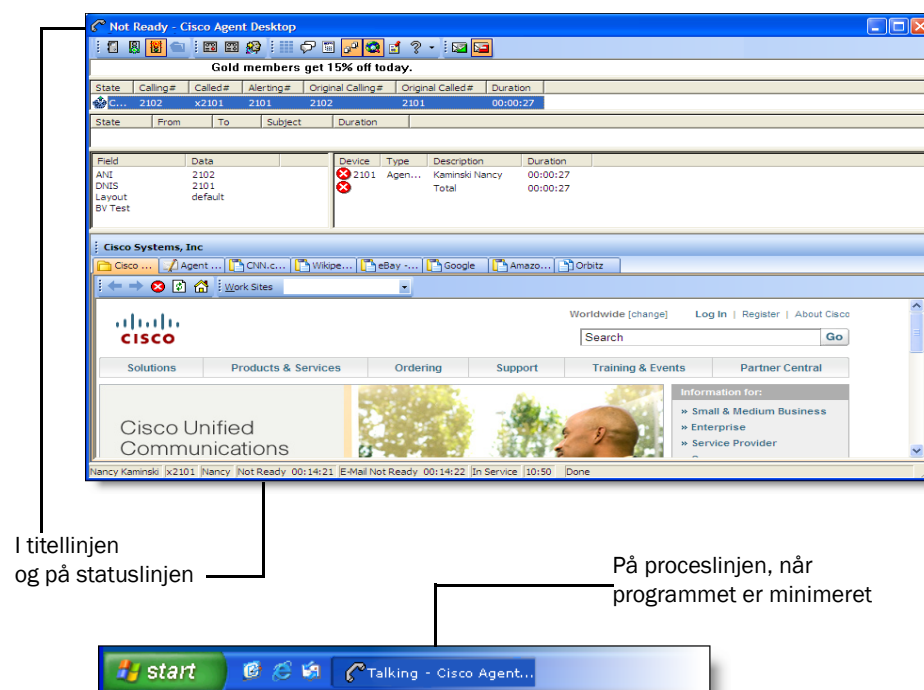 Not Ready - Cisco Agent Desktop
Gold members get 15% off today.
State Calling# Called# Alerting# Original Calling# Original Called# Duration
C... 2102 x2101 2101 2102 2101 00:00:27
State From To Subject Duration
Field Data
ANI 2102
DNIS 2101
Layout default
BV Test
Device Type Description Duration
2101 Agen... Kaminski Nancy 00:00:27
Total 00:00:27
Cisco Systems, Inc
Cisco ... Agent ... CNN.c... Wikipe... eBay -... Google Amazo... Orbitz
Work Sites
Worldwide [change] Log In | Register | About Cisco
CISCO
Search Go
Solutions Products & Services Ordering Support Training & Events Partner Central
Information for:
» Small & Medium Business
» Enterprise
» Service Provider
Cisco Unified
Communications
Nancy Kaminski x2101 Nancy Not Ready 00:14:21 E-Mail Not Ready 00:14:22 In Service 10:50 Done
I titellinjen
og på statuslinjen
På proceslinjen, når
programmet er minimeret
start Talking - Cisco Agent...